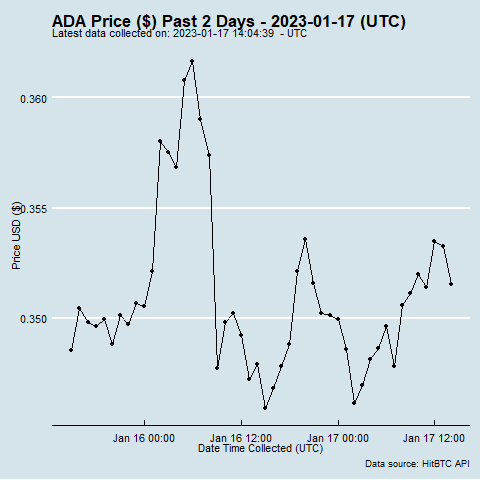 ADA Price ($) Past 2 Days - 2023-01-17 (UTC)
Latest data collected on: 2023-01-17 14:04:39 - UTC
0.360
0.355
0.350
Price USD ($)
Jan 16 00:00 Jan 16 12:00 Jan 17 00:00 Jan 17 12:00
Date Time Collected (UTC)
Data source: HitBTC API